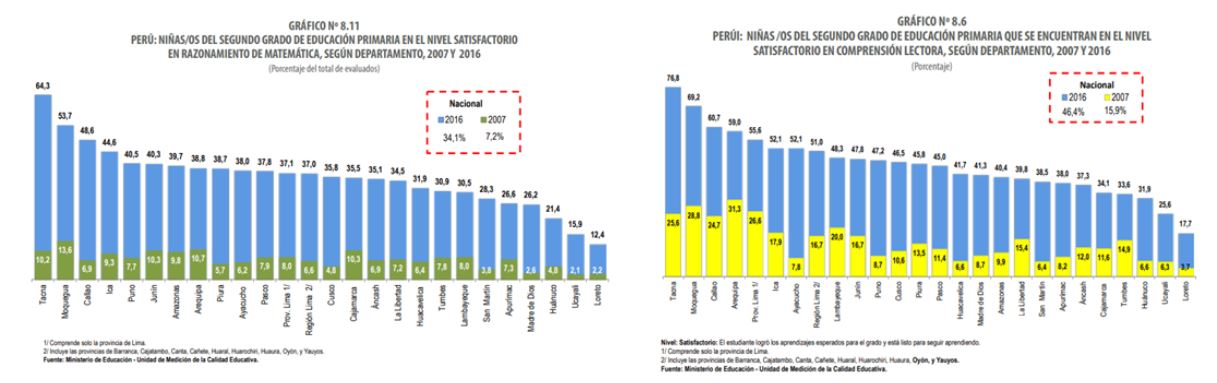 GRÁFICO Nº 8.11
PERÚ: NIÑAS/OS DEL SEGUNDO GRADO DE EDUCACIÓN PRIMARIA EN EL NIVEL SATISFACTORIO
EN RAZONAMIENTO DE MATEMÁTICA, SEGÚN DEPARTAMENTO, 2007 Y 2016
(Porcentaje del total de evaluados)
Nacional
2016 2007
34,1% 7,2%
64,3 53,7 48,6 44,6 40,5 40,3 39,7 38,8 38,7 38,0 37,8 37,1 37,0 35,8 35,5 35,1 34,5 31,9 30,9 30,5 28,3 26,6 26,2 21,4 15,9 12,4
10,2 13,6 6,9 9,3 7,7 10,3 9,8 10,7 5,7 6,2 7,9 8,0 6,6 4,8 10,3 6,9 7,2 6,4 7,8 8,0 3,8 7,3 2,6 4,8 2,1 2,2
Tacna Moquegua Callao Ica Puno Junín Amazonas Arequipa Piura Ayacucho Pasco Prov. Lima 1/ Región Lima 2/ Cusco Cajamarca Áncash La Libertad Huancavelica Tumbes Lambayeque San Martín Apurímac Madre de Dios Huánuco Ucayali Loreto
1/ Comprende solo la provincia de Lima.
2/ Incluye las provincias de Barranca, Cajatambo, Canta, Cañete, Huaral, Huarochirí, Huaura, Oyón, y Yauyos.
Fuente: Ministerio de Educación - Unidad de Medición de la Calidad Educativa.
GRÁFICO Nº 8.6
PERÚI: NIÑAS /OS DEL SEGUNDO GRADO DE EDUCACIÓN PRIMARIA QUE SE ENCUENTRAN EN EL NIVEL
SATISFACTORIO EN COMPRENSIÓN LECTORA, SEGÚN DEPARTAMENTO, 2007 Y 2016
(Porcentaje)
Nacional
2016 2007
46,4% 15,9%
76,8 69,2 60,7 59,0 55,6 52,1 52,1 51,0 48,3 47,8 47,2 46,5 45,8 45,0 41,7 41,3 40,4 39,8 38,5 38,0 37,3 34,1 33,6 31,9 25,6 17,7
25,6 28,8 24,7 31,3 26,6 17,9 7,8 16,7 20,0 16,7 8,7 10,6 13,5 11,4 6,6 8,7 9,9 15,4 6,4 8,2 12,0 11,6 14,9 6,6 6,3 3,7
Tacna Moquegua Callao Arequipa Prov. Lima 1/ Ica Ayacucho Región Lima 2/ Lambayeque Junín Puno Cusco Piura Pasco Huancavelica Madre de Dios Amazonas La Libertad San Martín Apurímac Áncash Cajamarca Tumbes Huánuco Ucayali Loreto
Nivel: Satisfactorio: El estudiante logró los aprendizajes esperados para el grado y está listo para seguir aprendiendo.
1/ Comprende solo la provincia de Lima.
2/ Incluye las provincias de Barranca, Cajatambo, Canta, Cañete, Huaral, Huarochirí, Huaura, Oyón, y Yauyos.
Fuente: Ministerio de Educación - Unidad de Medición de la Calidad Educativa.